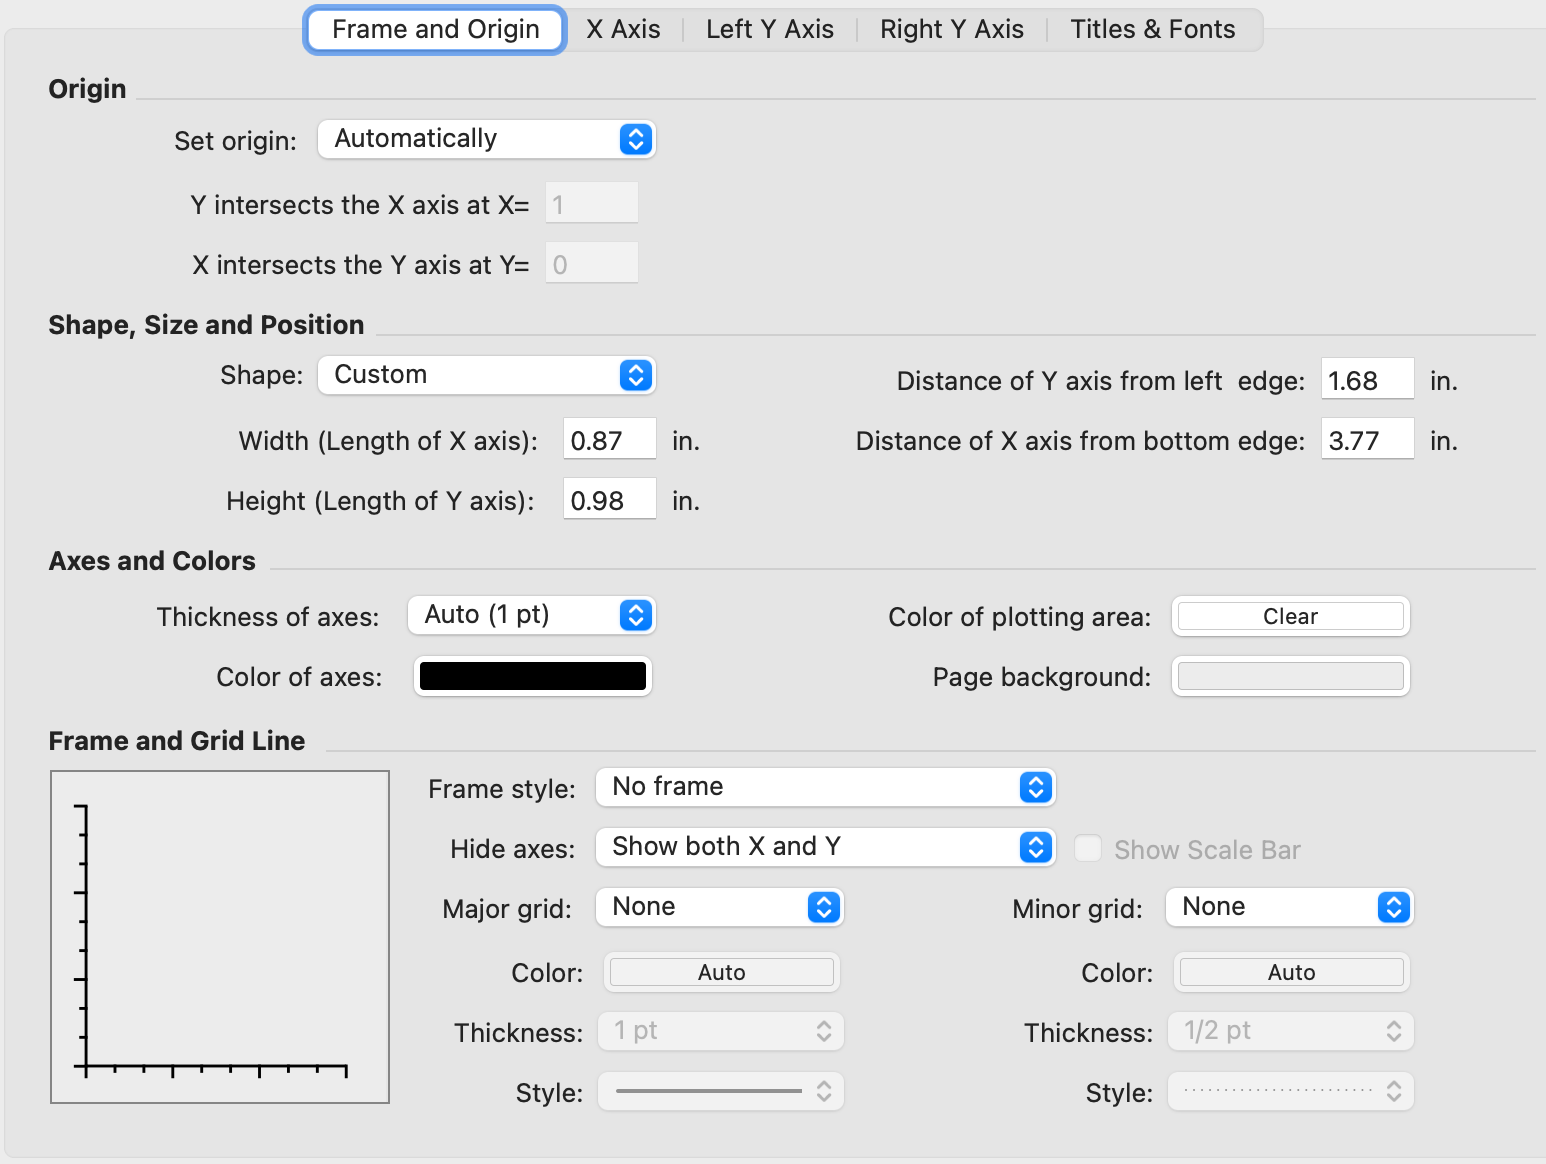 Frame and Origin X Axis Left Y Axis Right Y Axis Titles & Fonts
Origin
Set origin: Automatically
Y intersects the X axis at X= 1
X intersects the Y axis at Y= 0
Shape, Size and Position
Shape: Custom
Distance of Y axis from left edge: 1.68 in.
Width (Length of X axis): 0.87 in.
Distance of X axis from bottom edge: 3.77 in.
Height (Length of Y axis): 0.98 in.
Axes and Colors
Thickness of axes: Auto (1 pt)
Color of plotting area: Clear
Color of axes:
Page background:
Frame and Grid Line
Frame style: No frame
Hide axes: Show both X and Y Show Scale Bar
Major grid: None Minor grid: None
Color: Auto Color: Auto
Thickness: 1 pt Thickness: 1/2 pt
Style: Style: